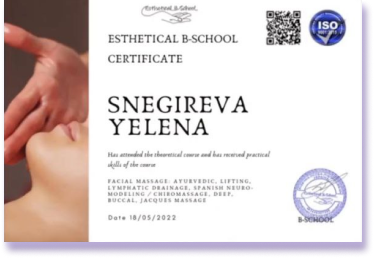 Esthetical B-School
ESTHETICAL B-SCHOOL
CERTIFICATE
ISO
SNEGIREVA
YELENA
Has attended the theoretical course and has received practical
skills of the course
FACIAL MASSAGE: AYURVEDIC, LIFTING,
LYMPHATIC DRAINAGE, SPANISH NEURO-
MODELING / CHIROMASSAGE, DEEP,
BUCCAL, JACQUES MASSAGE
Date 18/05/2022
B-SCHOOL